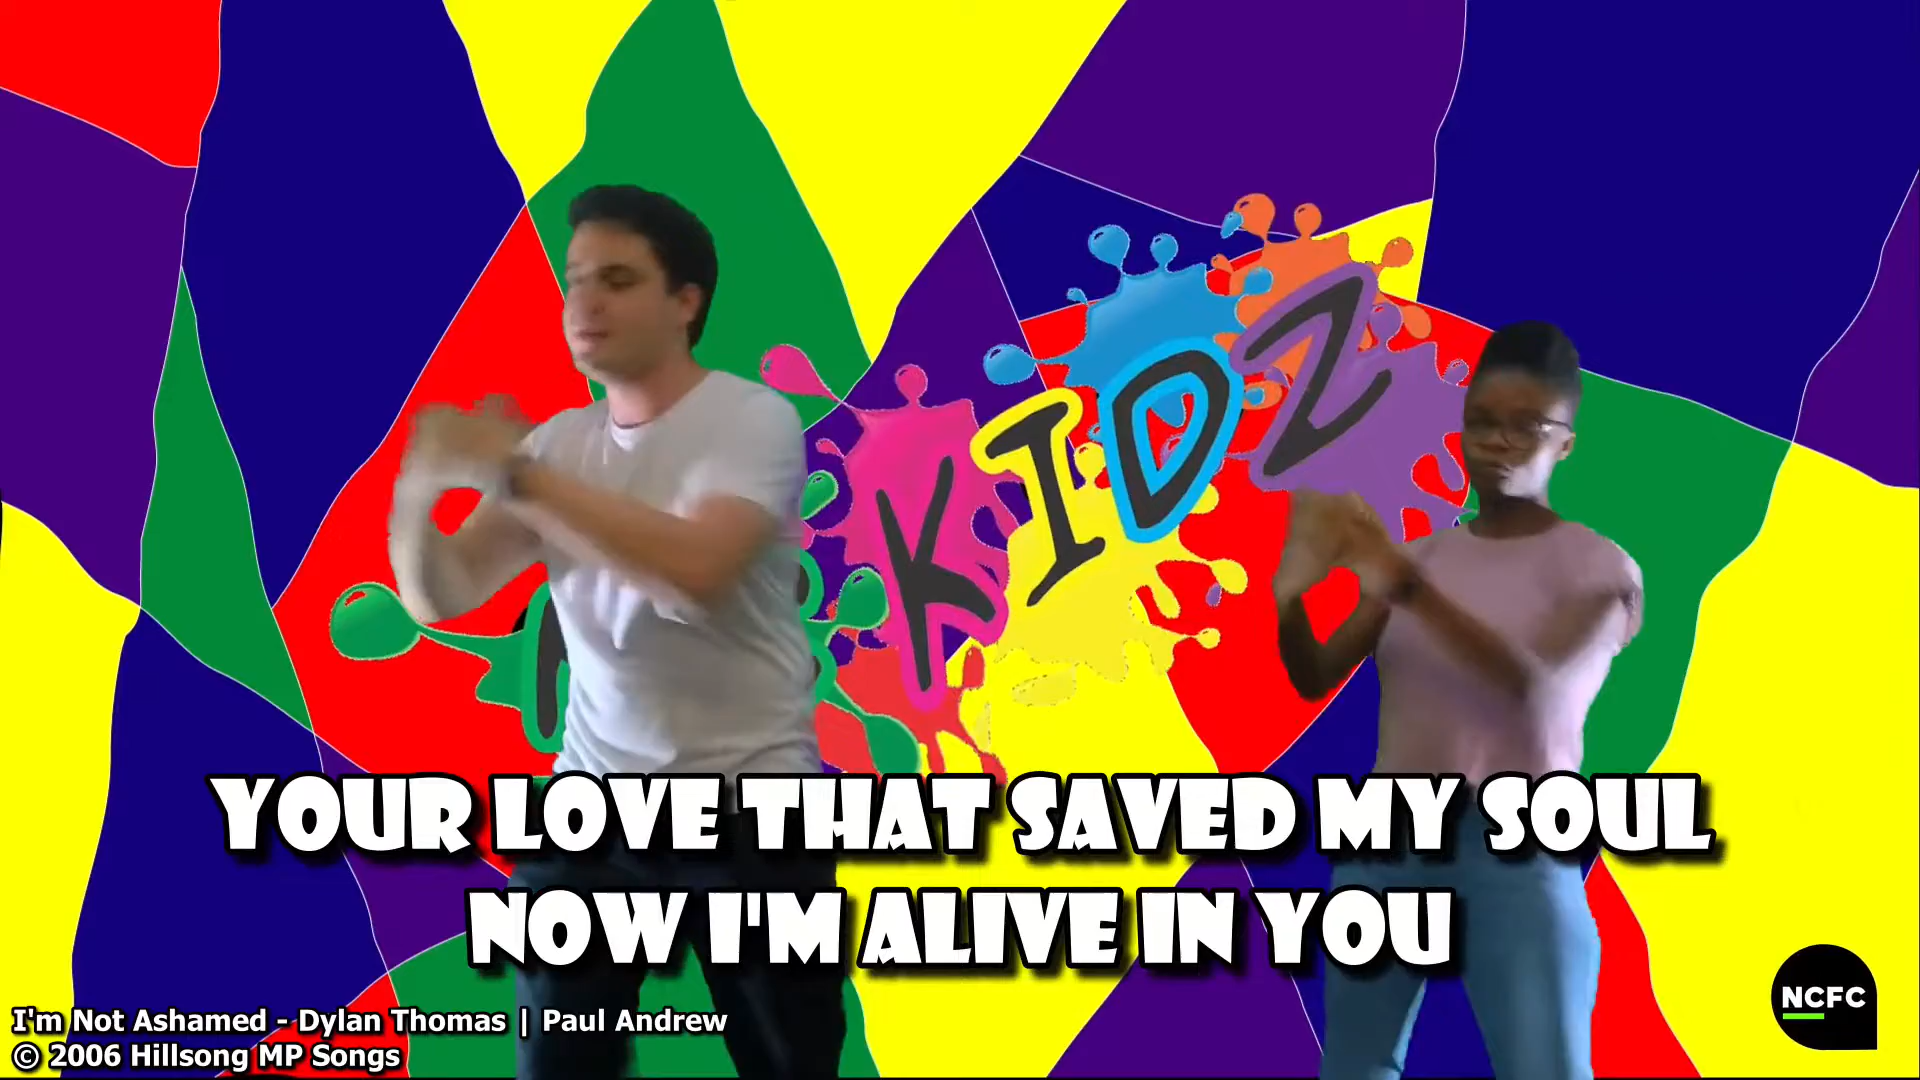 KIDZ
YOUR LOVE THAT SAVED MY SOUL
NOW I'M ALIVE IN YOU
I'm Not Ashamed - Dylan Thomas | Paul Andrew
© 2006 Hillsong MP Songs
NCFC